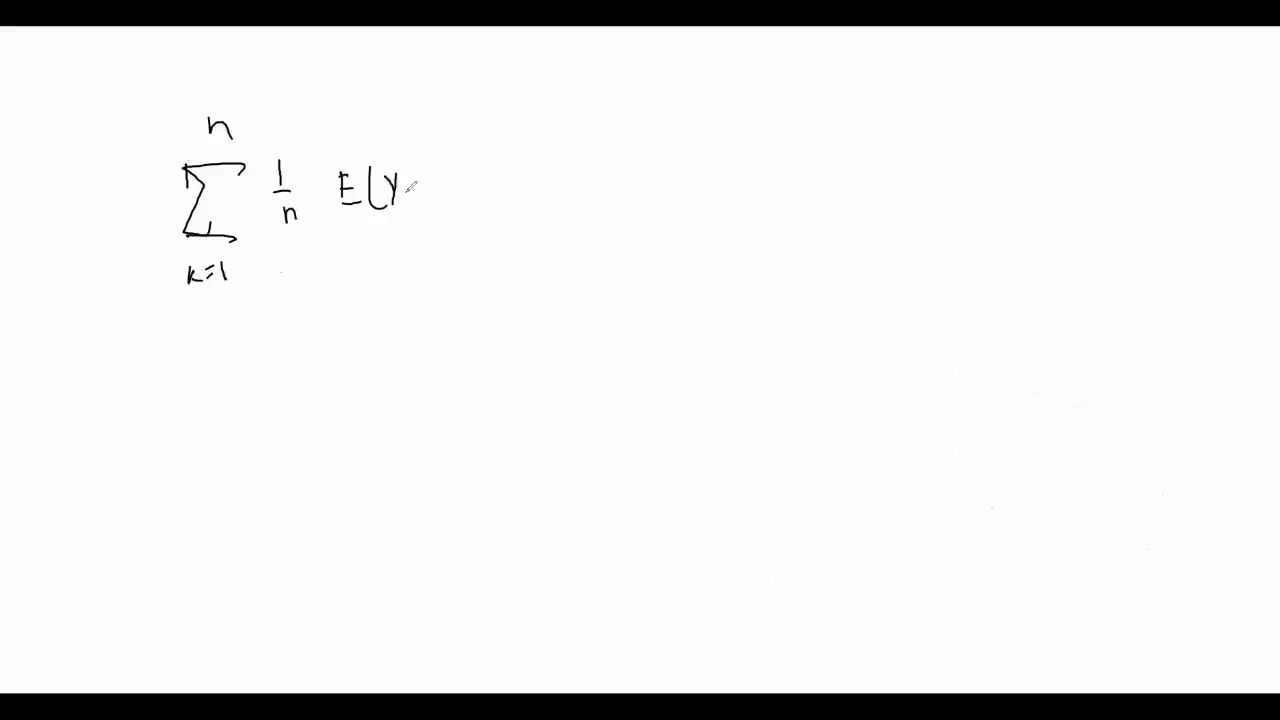 n
∑ 1/n E(Y
k=1